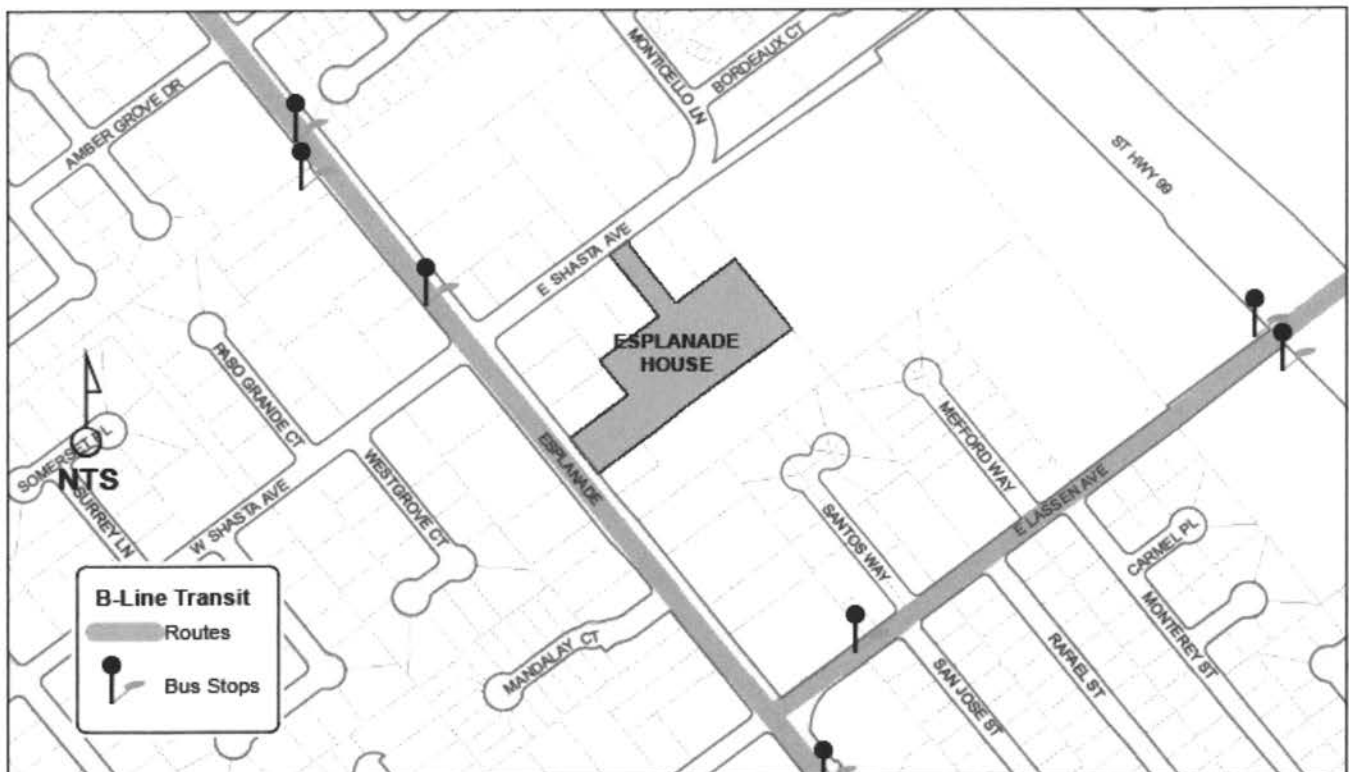 AMBER GROVE DR
MONTICELLO LN
BORDEAUX CT
ST HWY 99
E SHASTA AVE
ESPLANADE
HOUSE
PASO GRANDE CT
SOMERSET PL
NTS
SURREY LN
W SHASTA AVE
WESTGROVE CT
ESPLANADE
MEFFORD WAY
E LASSEN AVE
SANTOS WAY
CARMEL PL
MONTEREY ST
RAFAEL ST
SAN JOSE ST
MANDALAY CT
B-Line Transit
Routes
Bus Stops